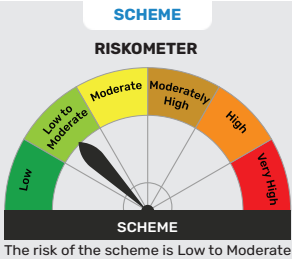 SCHEME
RISKOMETER
Low
Low to
Moderate
Moderate
Moderately
High
High
Very High
SCHEME
The risk of the scheme is Low to Moderate